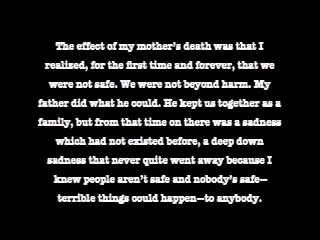 The effect of my mother's death was that I
realized, for the first time and forever, that we
were not safe. We were not beyond harm. My
father did what he could. He kept us together as a
family, but from that time on there was a sadness
which had not existed before, a deep down
sadness that never quite went away because I
knew people aren't safe and nobody's safe—
terrible things could happen—to anybody.